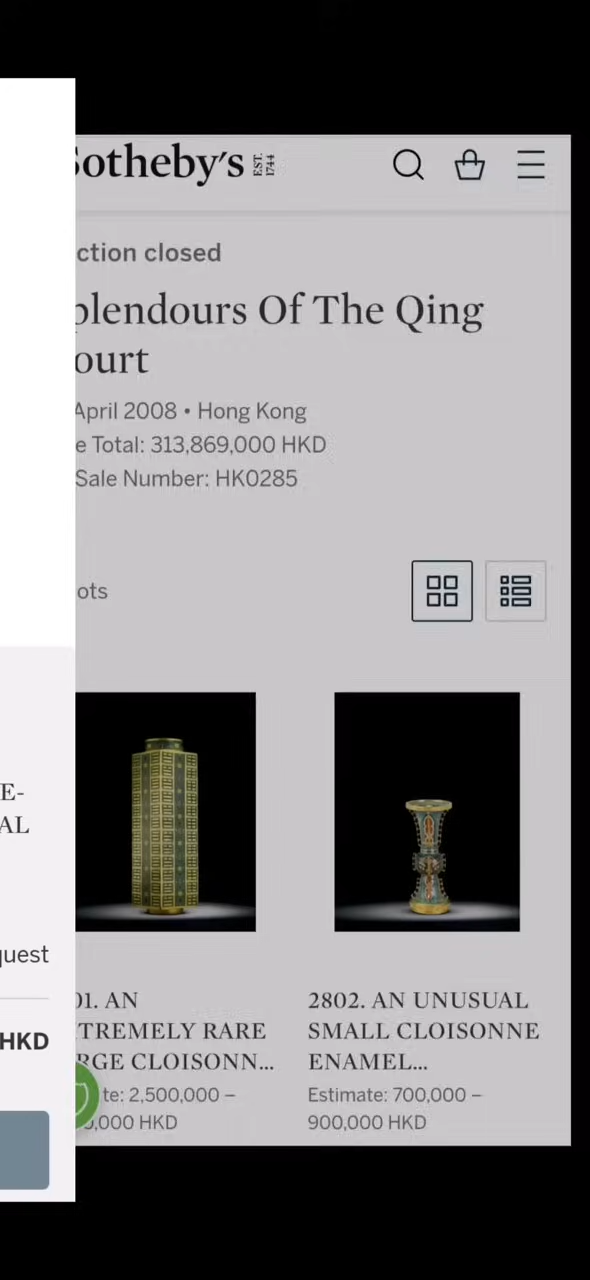 Sotheby's EST. 1744
ction closed
plendours Of The Qing
ourt
April 2008 • Hong Kong
e Total: 313,869,000 HKD
Sale Number: HK0285
ots
E-
AL
quest
HKD
01. AN
TREMELY RARE
RGE CLOISONN...
te: 2,500,000 –
0,000 HKD
2802. AN UNUSUAL
SMALL CLOISONNE
ENAMEL...
Estimate: 700,000 –
900,000 HKD